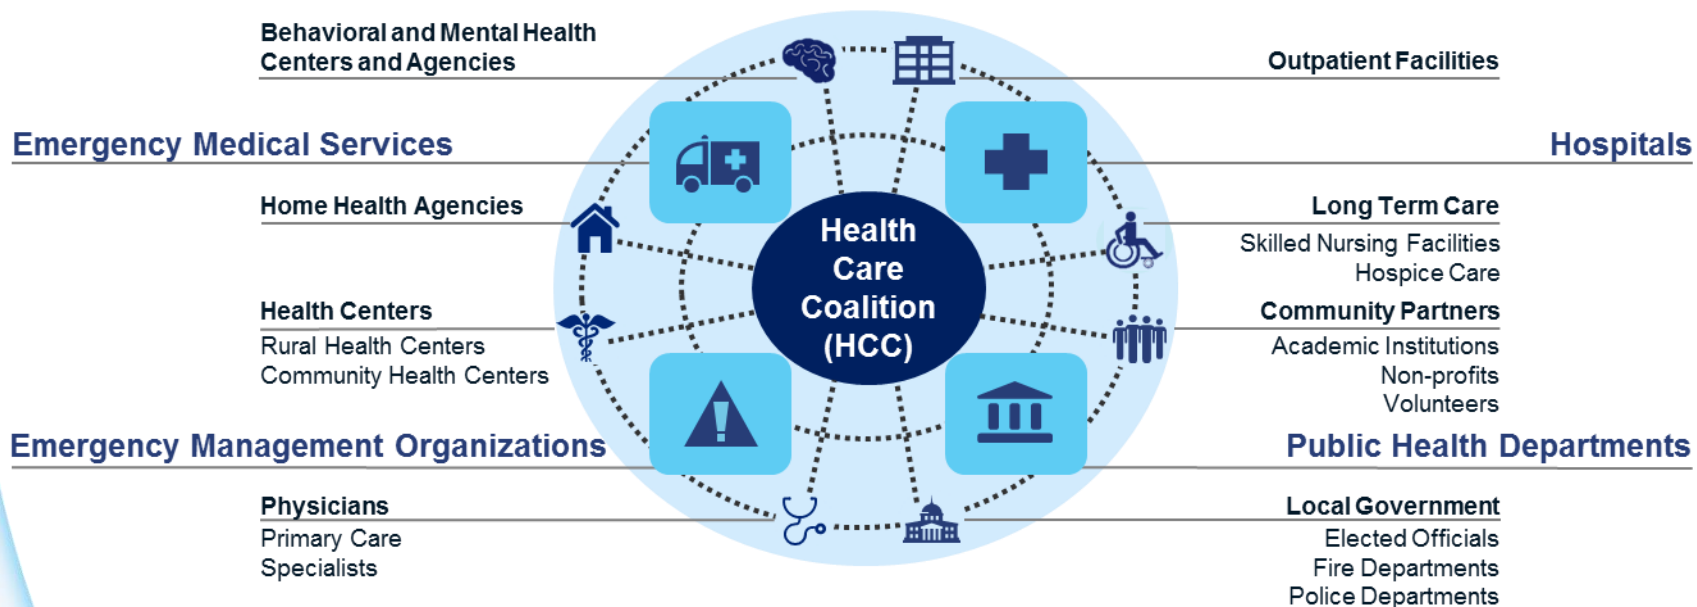 Behavioral and Mental Health
Centers and Agencies
Outpatient Facilities
Emergency Medical Services
Hospitals
Home Health Agencies
Long Term Care
Skilled Nursing Facilities
Hospice Care
Health
Care
Coalition
(HCC)
Health Centers
Rural Health Centers
Community Health Centers
Community Partners
Academic Institutions
Non-profits
Volunteers
Emergency Management Organizations
Public Health Departments
Physicians
Primary Care
Specialists
Local Government
Elected Officials
Fire Departments
Police Departments